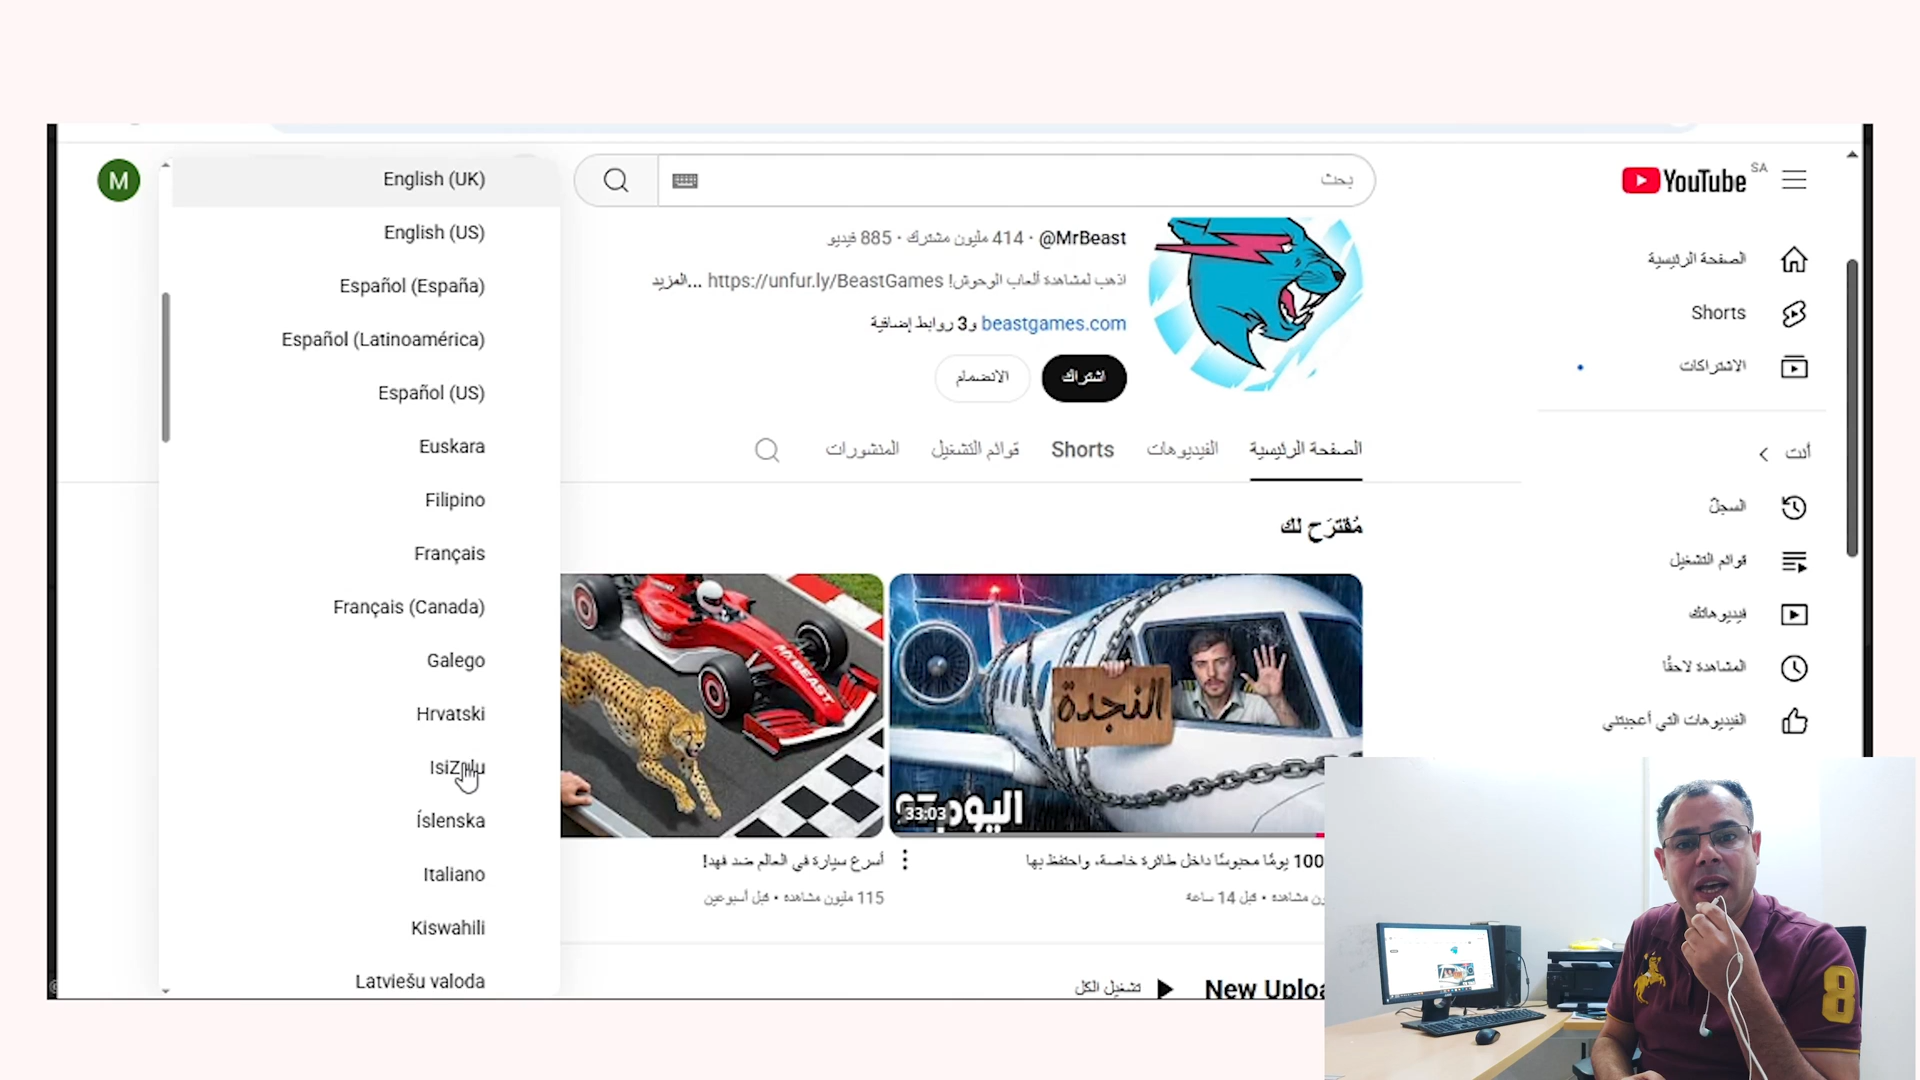 M
English (UK)
English (US)
Español (España)
Español (Latinoamérica)
Español (US)
Euskara
Filipino
Français
Français (Canada)
Galego
Hrvatski
Íslenska
Italiano
Kiswahili
Latviešu valoda
بحث
YouTube SA
@MrBeast · 414 مليون مشترك · 885 فيديو
اذهب لمشاهدة ألعاب الوحوش! https://unfur.ly/BeastGames ...المزيد
beastgames.com و3 روابط إضافية
اشتراك
الانضمام
الصفحة الرئيسية
الفيديوهات
Shorts
قوائم التشغيل
المنشورات
مُقترَح لك
MRBEAST
النجدة
اليوم
33:03
100 يومًا محبوسًا داخل طائرة خاصة، واحتفظ بها
مشاهدة • قبل 14 ساعة
أسرع سيارة في العالم ضد فهد!
115 مليون مشاهدة • قبل أسبوعين
New
تشغيل الكل
الصفحة الرئيسية
Shorts
الاشتراكات
أنت
السجلّ
قوائم التشغيل
فيديوهاتك
المشاهدة لاحقًا
الفيديوهات التي أعجبتني
8